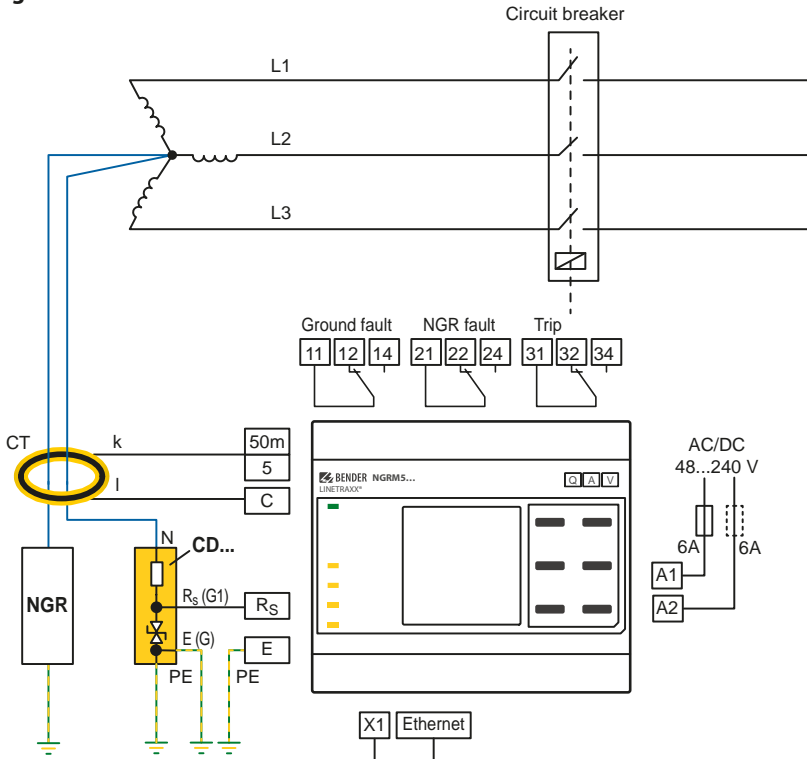 Circuit breaker
L1
L2
L3
Ground fault NGR fault Trip
11 12 14 21 22 24 31 32 34
CT k 50m
5
l C
BENDER NGRM5...
LINETRAXX®
Q A V
AC/DC
48...240 V
6A 6A
A1
A2
N CD...
NGR
RS (G1) RS
E (G) E
PE PE
X1 Ethernet